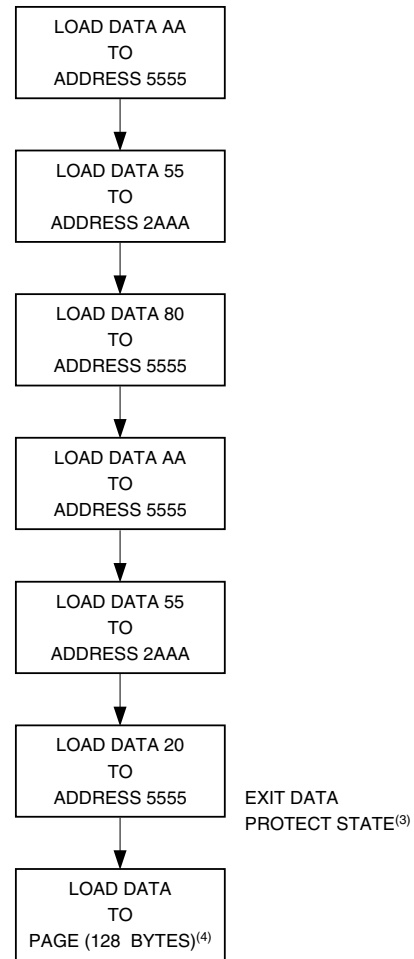 LOAD DATA AA
TO
ADDRESS 5555
LOAD DATA 55
TO
ADDRESS 2AAA
LOAD DATA 80
TO
ADDRESS 5555
LOAD DATA AA
TO
ADDRESS 5555
LOAD DATA 55
TO
ADDRESS 2AAA
LOAD DATA 20
TO
ADDRESS 5555
EXIT DATA
PROTECT STATE(3)
LOAD DATA
TO
PAGE (128 BYTES)(4)